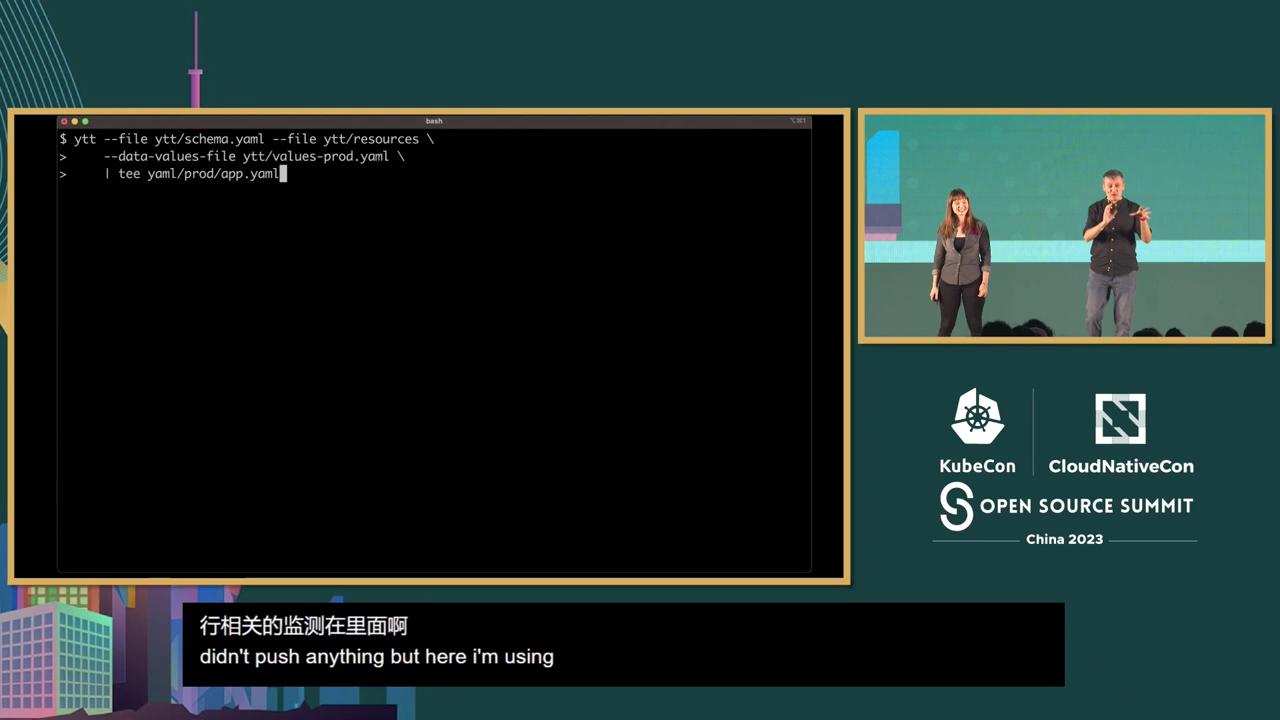 bash
⌥⌘1
$ ytt --file ytt/schema.yaml --file ytt/resources \
>     --data-values-file ytt/values-prod.yaml \
>     | tee yaml/prod/app.yaml
KubeCon
CloudNativeCon
OPEN SOURCE SUMMIT
China 2023
行相关的监测在里面啊
didn't push anything but here i'm using